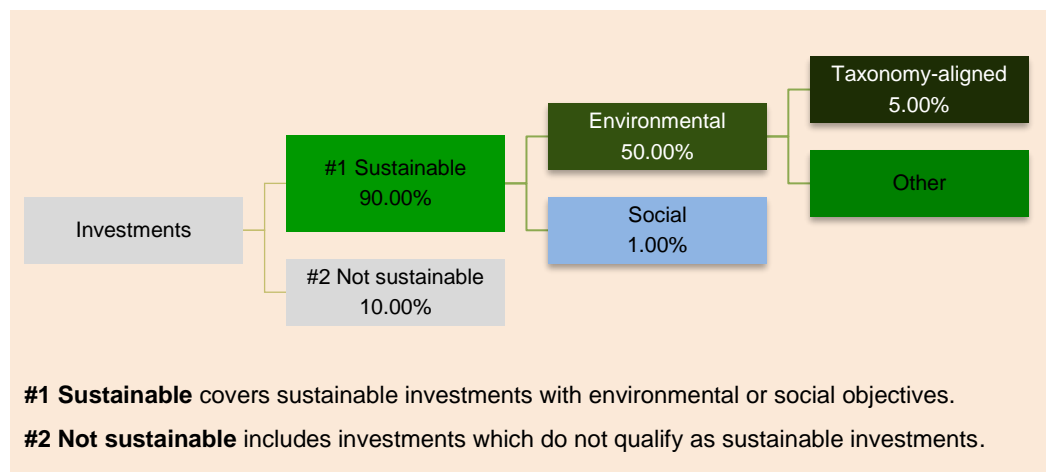 Investments
#1 Sustainable
90.00%
#2 Not sustainable
10.00%
Environmental
50.00%
Social
1.00%
Taxonomy-aligned
5.00%
Other
#1 Sustainable covers sustainable investments with environmental or social objectives.
#2 Not sustainable includes investments which do not qualify as sustainable investments.